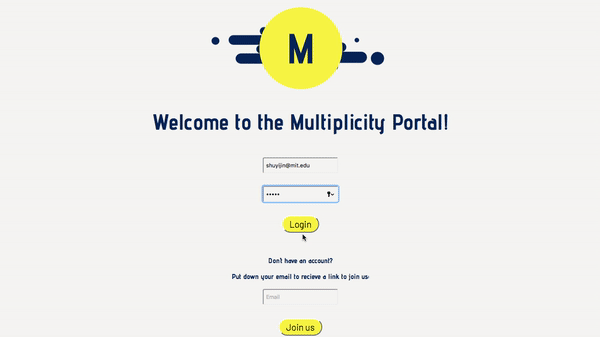 M
Welcome to the Multiplicity Portal!
shuyijin@mit.edu
•••••
Login
Don't have an account?
Put down your email to recieve a link to join us
Email
Join us